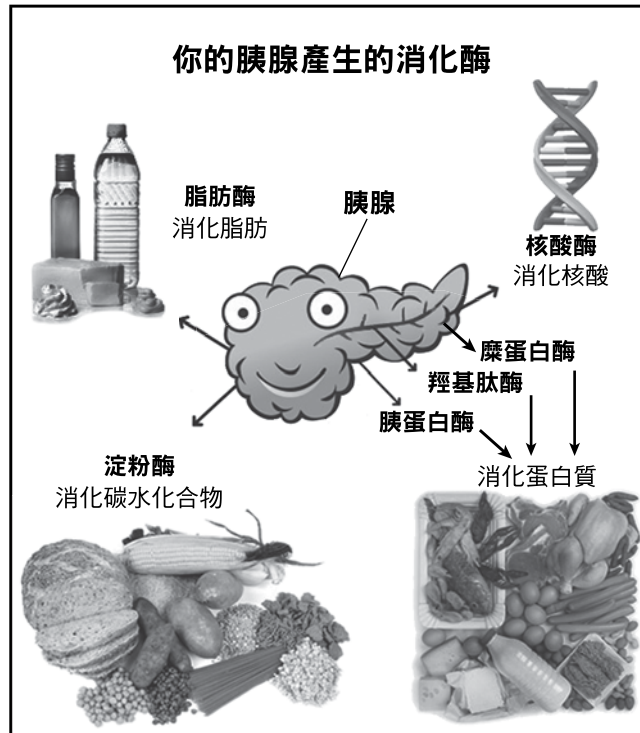 你的胰腺產生的消化酶
脂肪酶
消化脂肪
胰腺
核酸酶
消化核酸
糜蛋白酶
羥基肽酶
胰蛋白酶
淀粉酶
消化碳水化合物
消化蛋白質